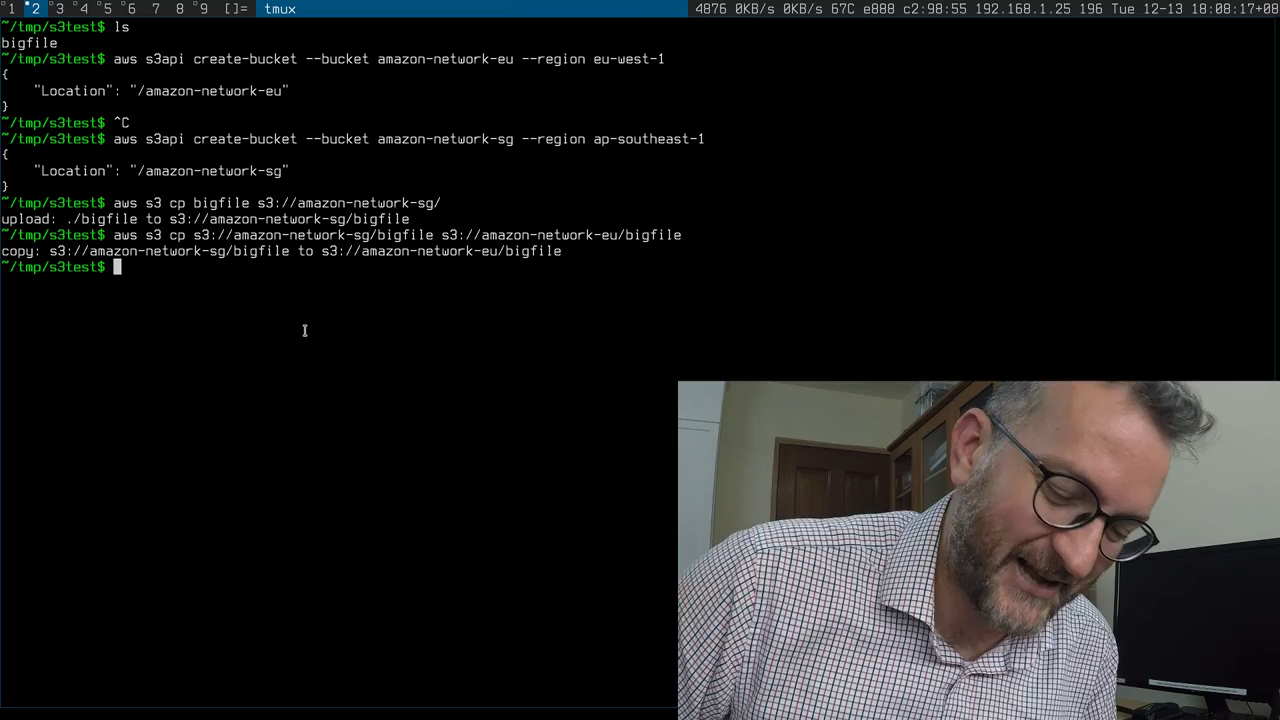 1 2 3 4 5 6 7 8 9 []= tmux 4876 0KB/s 0KB/s 67C e888 c2:98:55 192.168.1.25 196 Tue 12-13 18:08:17+08
~/tmp/s3test$ ls
bigfile
~/tmp/s3test$ aws s3api create-bucket --bucket amazon-network-eu --region eu-west-1
{
    "Location": "/amazon-network-eu"
}
~/tmp/s3test$ ^C
~/tmp/s3test$ aws s3api create-bucket --bucket amazon-network-sg --region ap-southeast-1
{
    "Location": "/amazon-network-sg"
}
~/tmp/s3test$ aws s3 cp bigfile s3://amazon-network-sg/
upload: ./bigfile to s3://amazon-network-sg/bigfile
~/tmp/s3test$ aws s3 cp s3://amazon-network-sg/bigfile s3://amazon-network-eu/bigfile
copy: s3://amazon-network-sg/bigfile to s3://amazon-network-eu/bigfile
~/tmp/s3test$